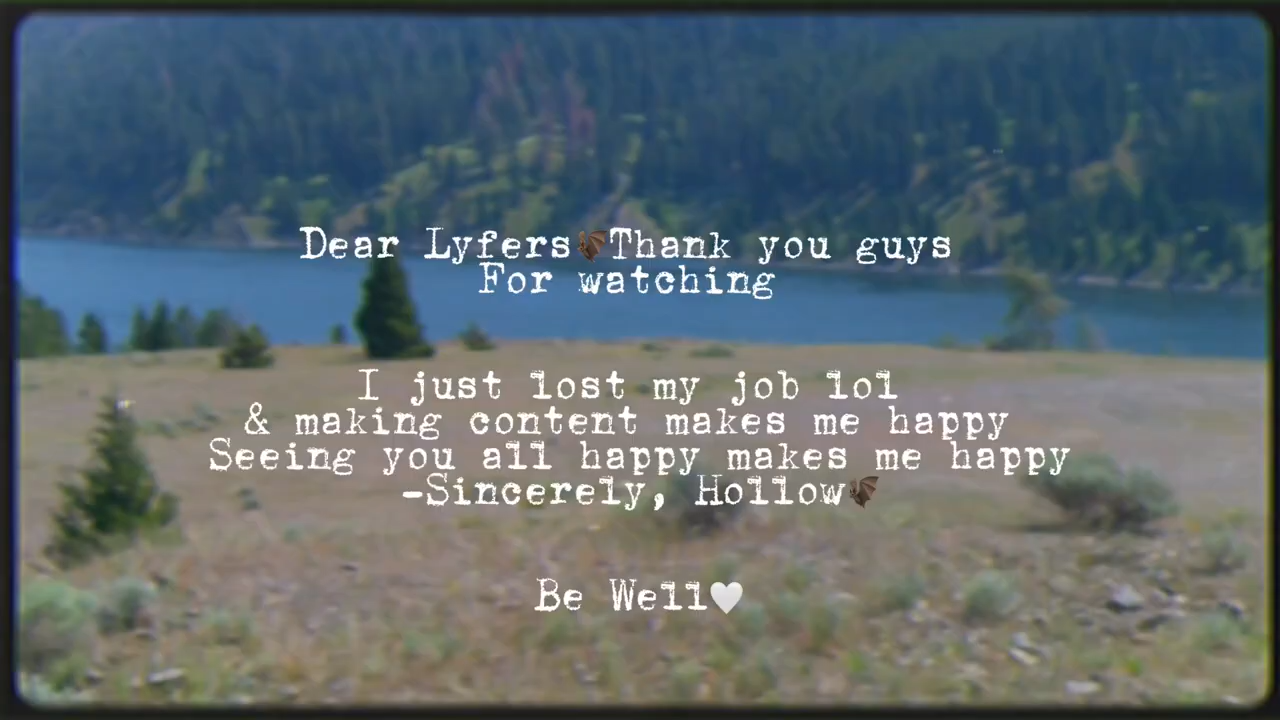 Dear Lyfers🦇Thank you guys
For watching
I just lost my job lol
& making content makes me happy
Seeing you all happy makes me happy
-Sincerely, Hollow🦇
Be Well🤍